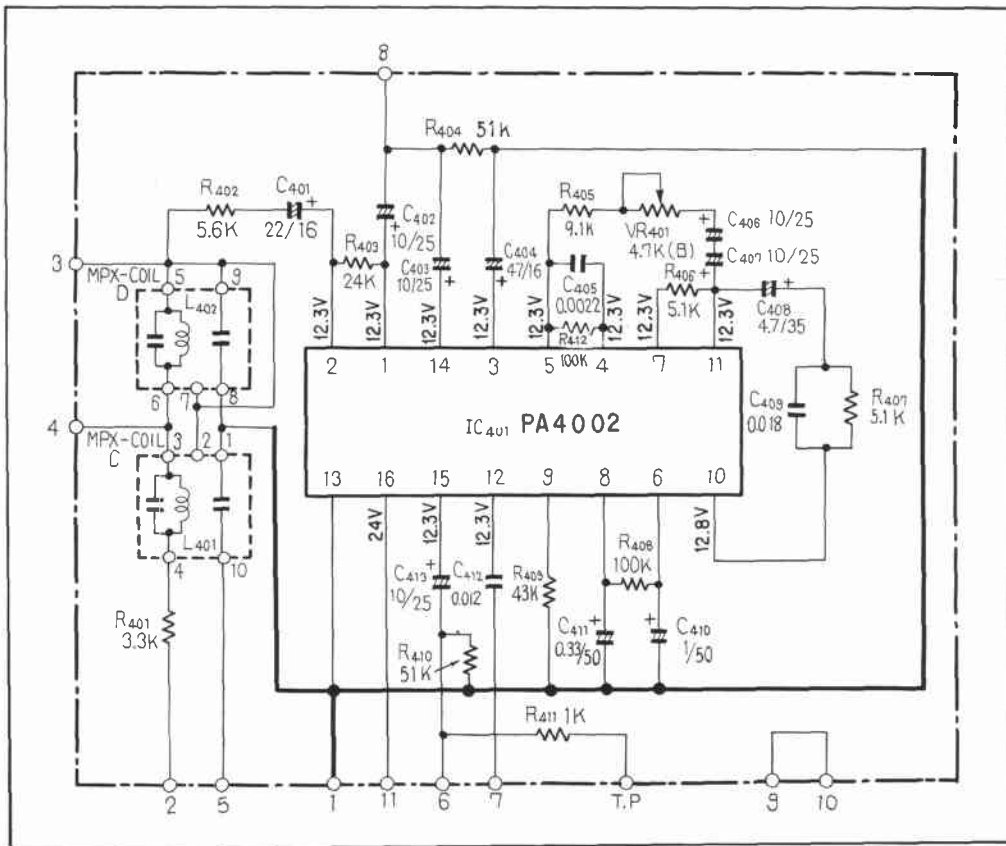 8
R404 51K
R402
5.6K
C401
+
22/16
+
C402
10/25
R403
24K
C403
10/25
+
C404
47/16
+
R405
9.1K
VR401
4.7K(B)
+
C406 10/25
C407 10/25
+
C405
0.0022
R412
100K
R406
5.1K
+
C408
4.7/35
C409
0.018
R407
5.1K
3
MPX-COIL
D
5
9
L402
6
7
8
4
MPX-COIL
C
3
2
1
L401
4
10
R401
3.3K
12.3V
12.3V
12.3V
12.3V
12.3V
12.3V
12.3V
12.3V
2
1
14
3
5
4
7
11
IC401 PA4002
13
16
15
12
9
8
6
10
24V
12.3V
12.3V
12.8V
C413
+
10/25
C412
0.012
R409
43K
R408
100K
R410
51K
+
C411
0.33/50
+
C410
1/50
R411 1K
2
5
1
11
6
7
T.P
9
10